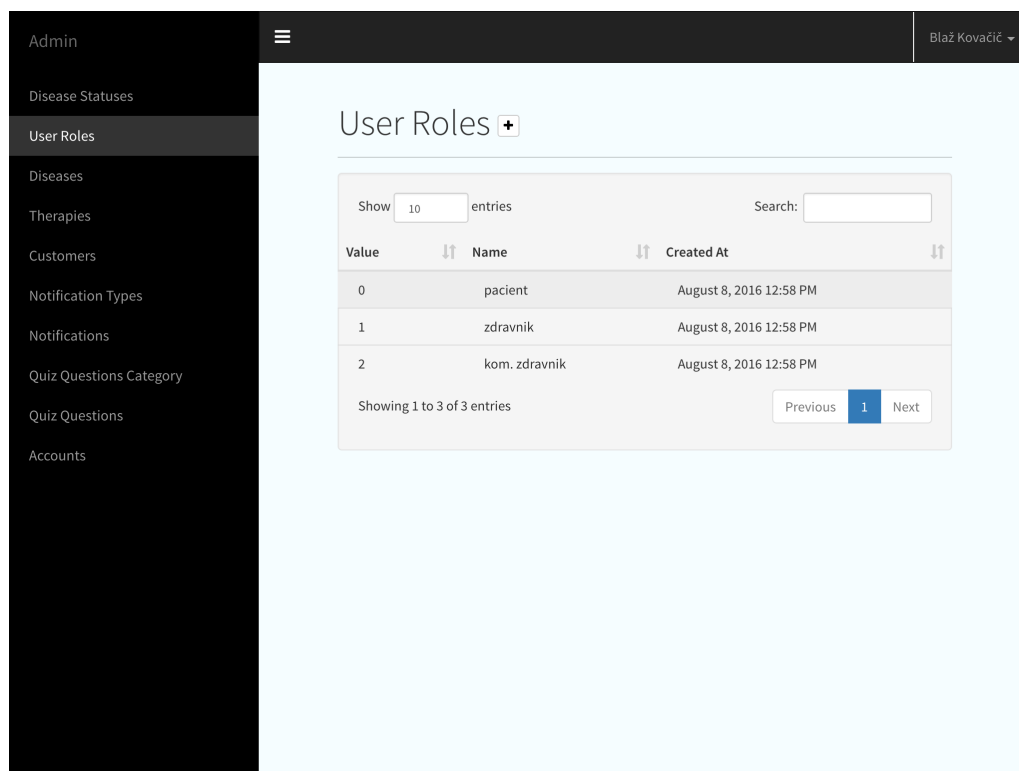 Admin
Blaž Kovačič
Disease Statuses
User Roles
Diseases
Therapies
Customers
Notification Types
Notifications
Quiz Questions Category
Quiz Questions
Accounts
User Roles +
Show 10 entries Search:
Value Name Created At
0 pacient August 8, 2016 12:58 PM
1 zdravnik August 8, 2016 12:58 PM
2 kom. zdravnik August 8, 2016 12:58 PM
Showing 1 to 3 of 3 entries Previous 1 Next